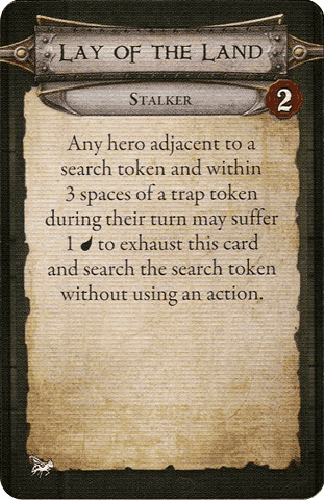 Lay of the Land
Stalker
2
Any hero adjacent to a
search token and within
3 spaces of a trap token
during their turn may suffer
1 to exhaust this card
and search the search token
without using an action.